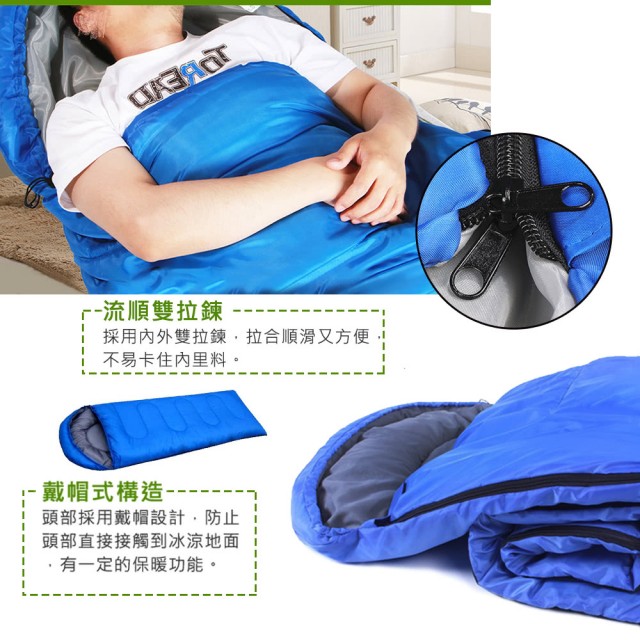 TO
READ
流順雙拉鍊
採用內外雙拉鍊，拉合順滑又方便，
不易卡住內里料。
戴帽式構造
頭部採用戴帽設計，防止
頭部直接接觸到冰涼地面
，有一定的保暖功能。